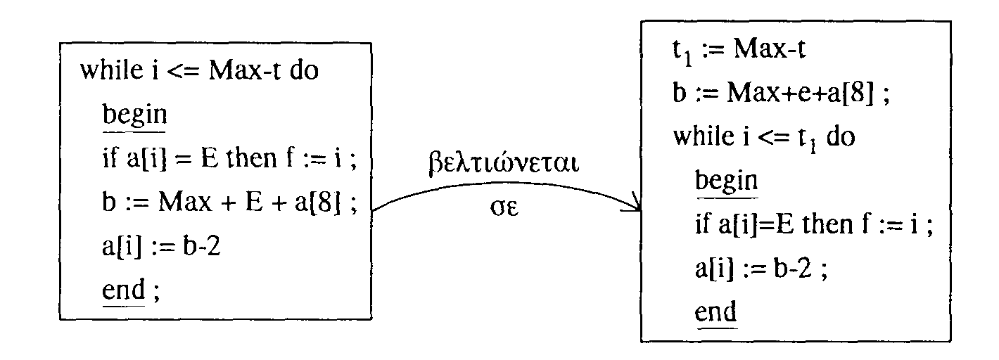 while i <= Max-t do
begin
if a[i] = E then f := i ;
b := Max + E + a[8] ;
a[i] := b-2
end ;
βελτιώνεται
σε
t₁ := Max-t
b := Max+e+a[8] ;
while i <= t₁ do
begin
if a[i]=E then f := i ;
a[i] := b-2 ;
end